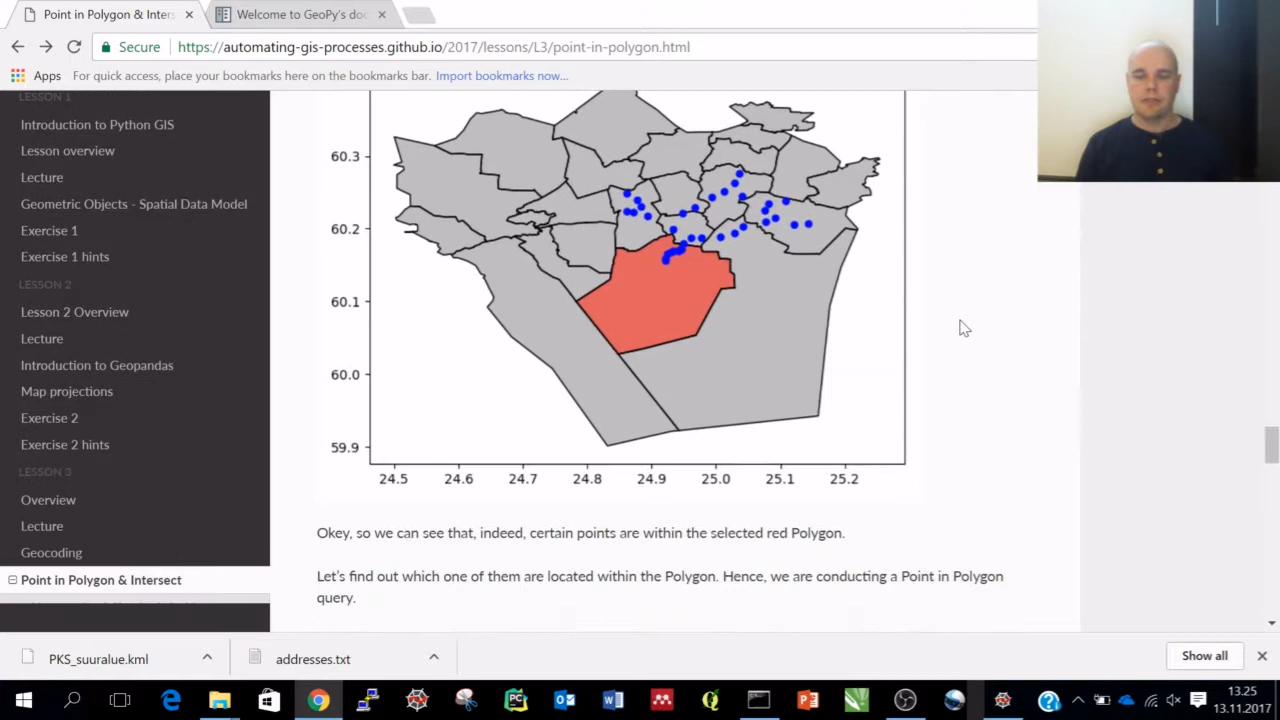 Point in Polygon & Inters
Welcome to GeoPy's doc
Secure
https://automating-gis-processes.github.io/2017/lessons/L3/point-in-polygon.html
Apps
For quick access, place your bookmarks here on the bookmarks bar. Import bookmarks now...
LESSON 1
Introduction to Python GIS
Lesson overview
Lecture
Geometric Objects - Spatial Data Model
Exercise 1
Exercise 1 hints
LESSON 2
Lesson 2 Overview
Lecture
Introduction to Geopandas
Map projections
Exercise 2
Exercise 2 hints
LESSON 3
Overview
Lecture
Geocoding
Point in Polygon & Intersect
60.3
60.2
60.1
60.0
59.9
24.5 24.6 24.7 24.8 24.9 25.0 25.1 25.2
Okey, so we can see that, indeed, certain points are within the selected red Polygon.
Let's find out which one of them are located within the Polygon. Hence, we are conducting a Point in Polygon
query.
PKS_suuralue.kml
addresses.txt
Show all
13.25
13.11.2017